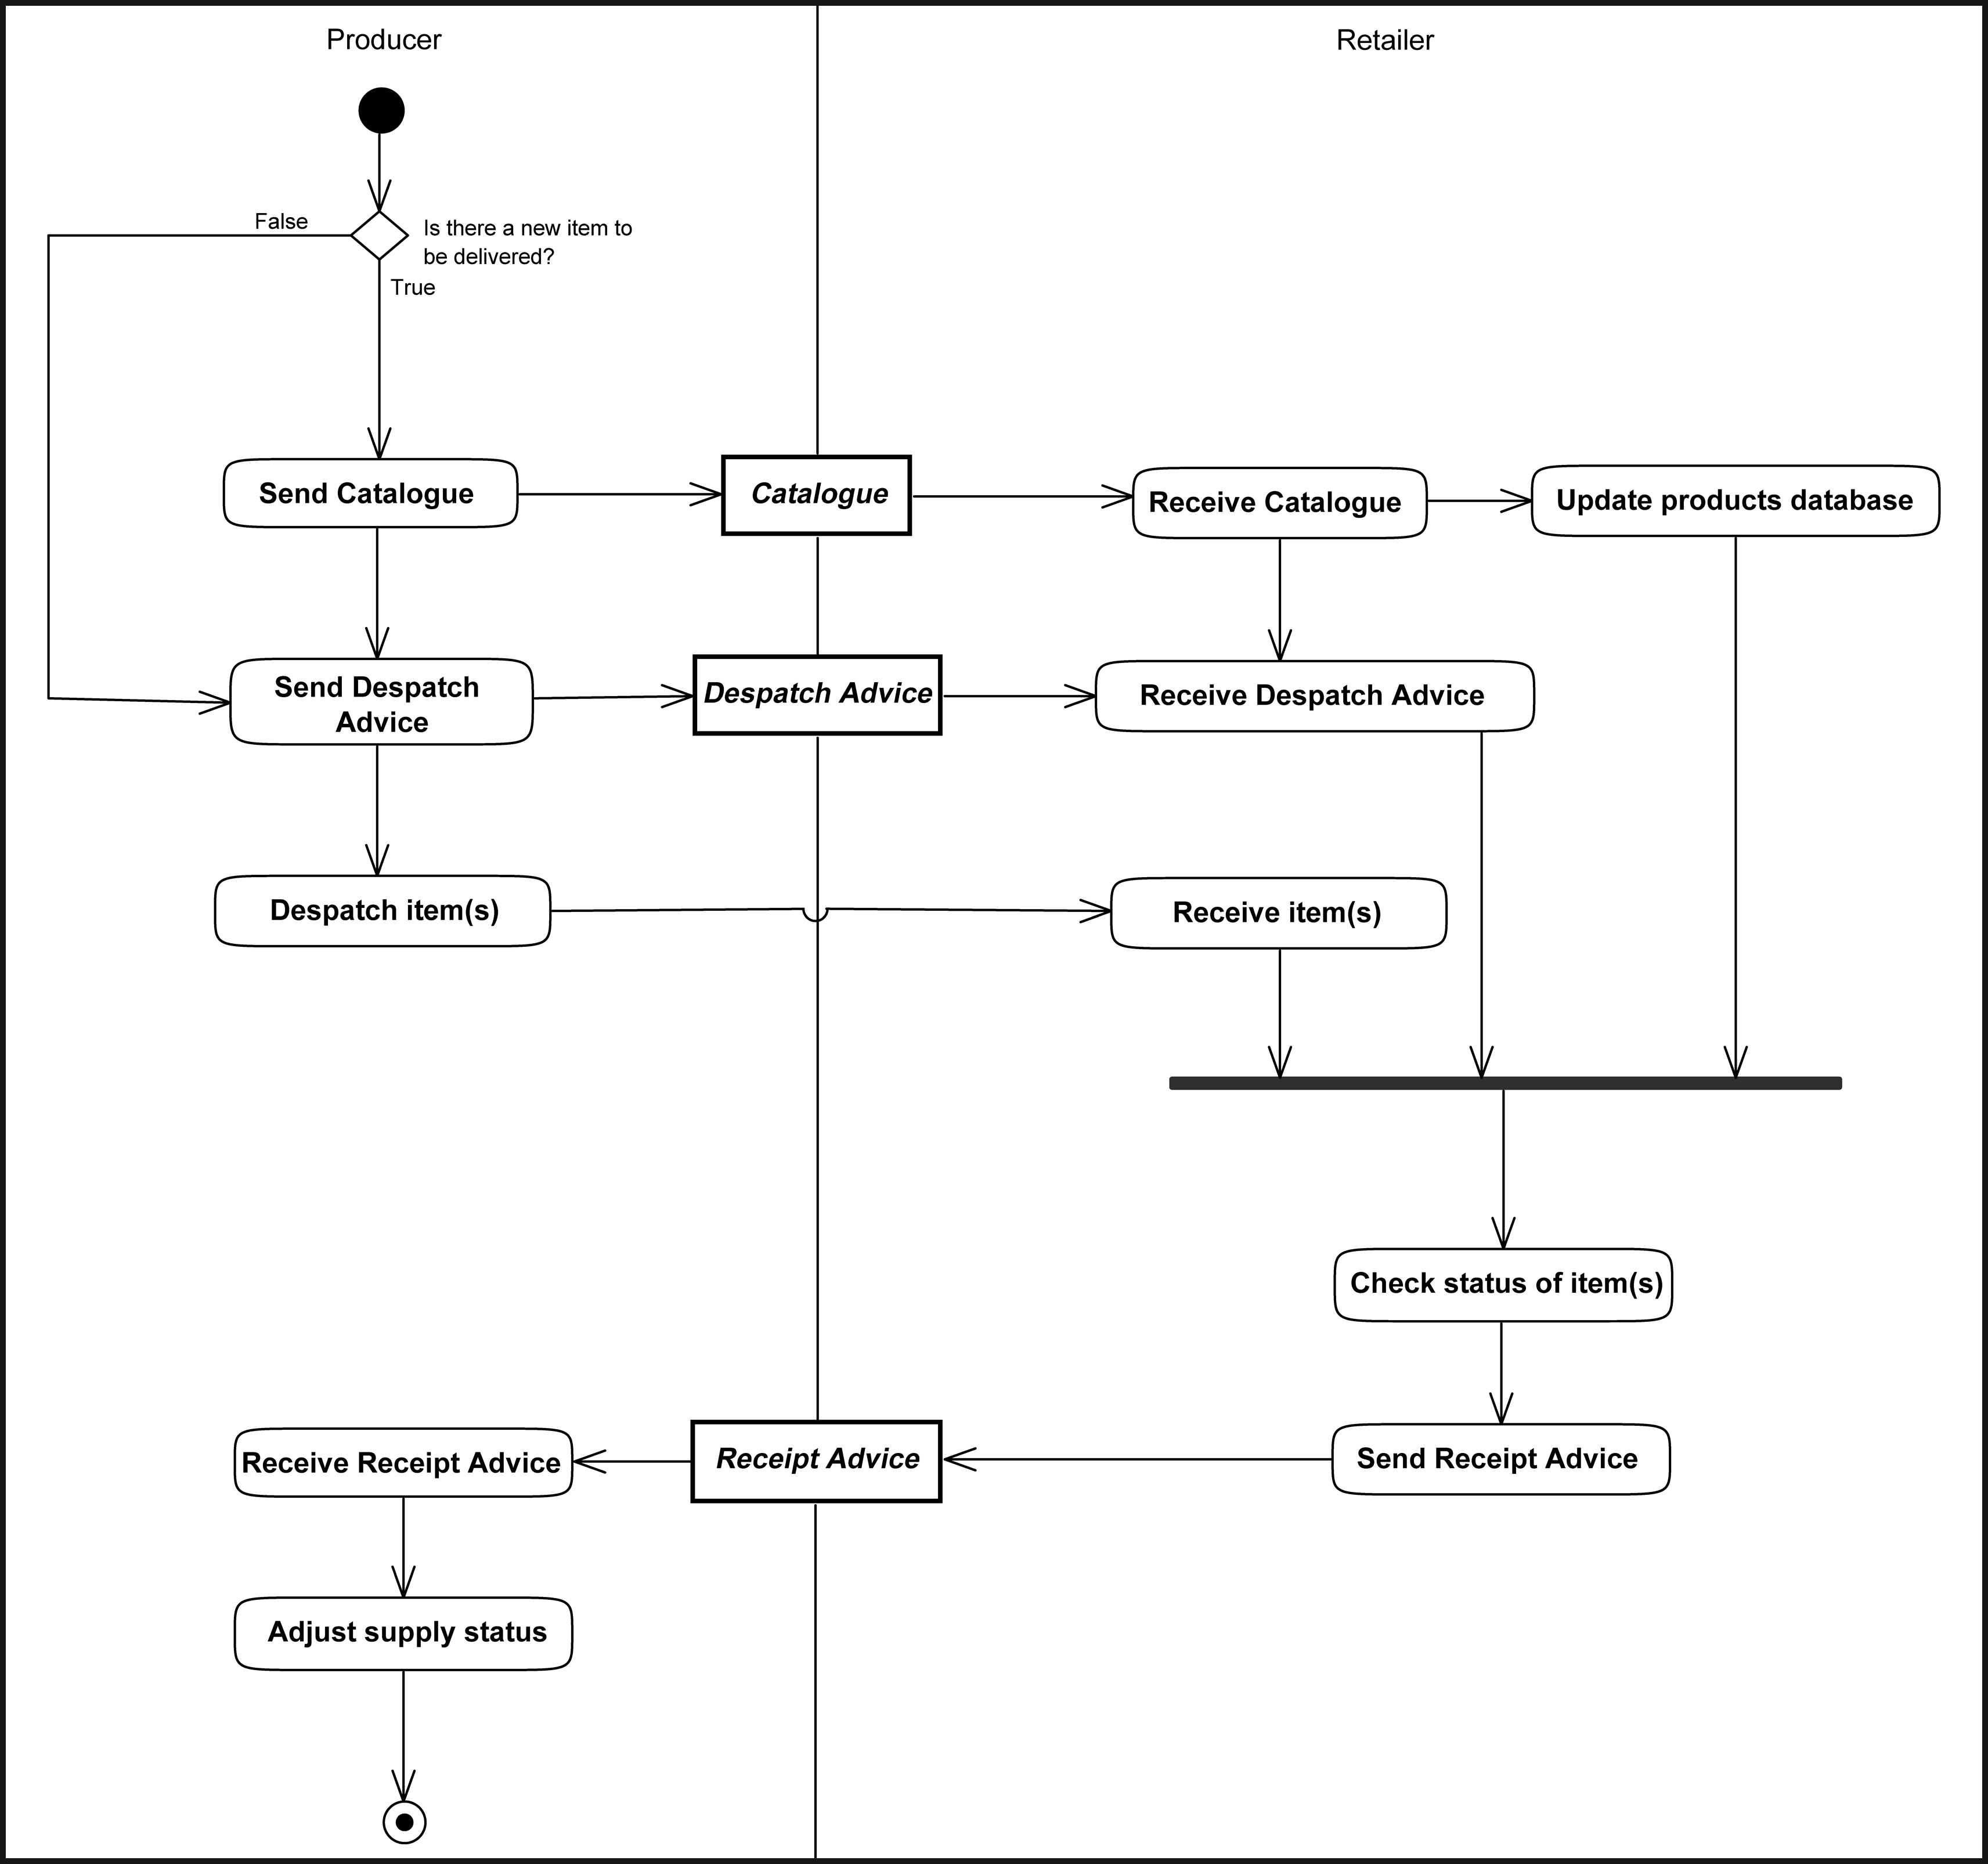 Producer
Retailer
False
Is there a new item to
be delivered?
True
Send Catalogue
Catalogue
Receive Catalogue
Update products database
Send Despatch
Advice
Despatch Advice
Receive Despatch Advice
Despatch item(s)
Receive item(s)
Check status of item(s)
Receive Receipt Advice
Receipt Advice
Send Receipt Advice
Adjust supply status